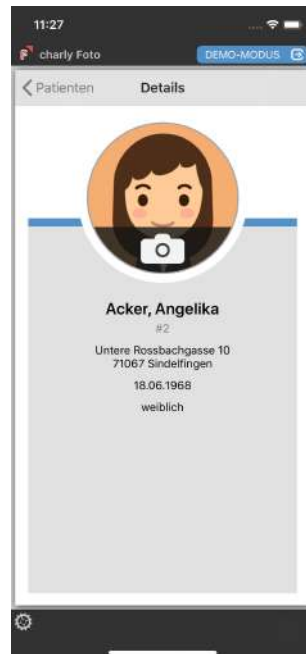 11:27
charly Foto
DEMO-MODUS
Patienten
Details
Acker, Angelika
#2
Untere Rossbachgasse 10
71067 Sindelfingen
18.06.1968
weiblich